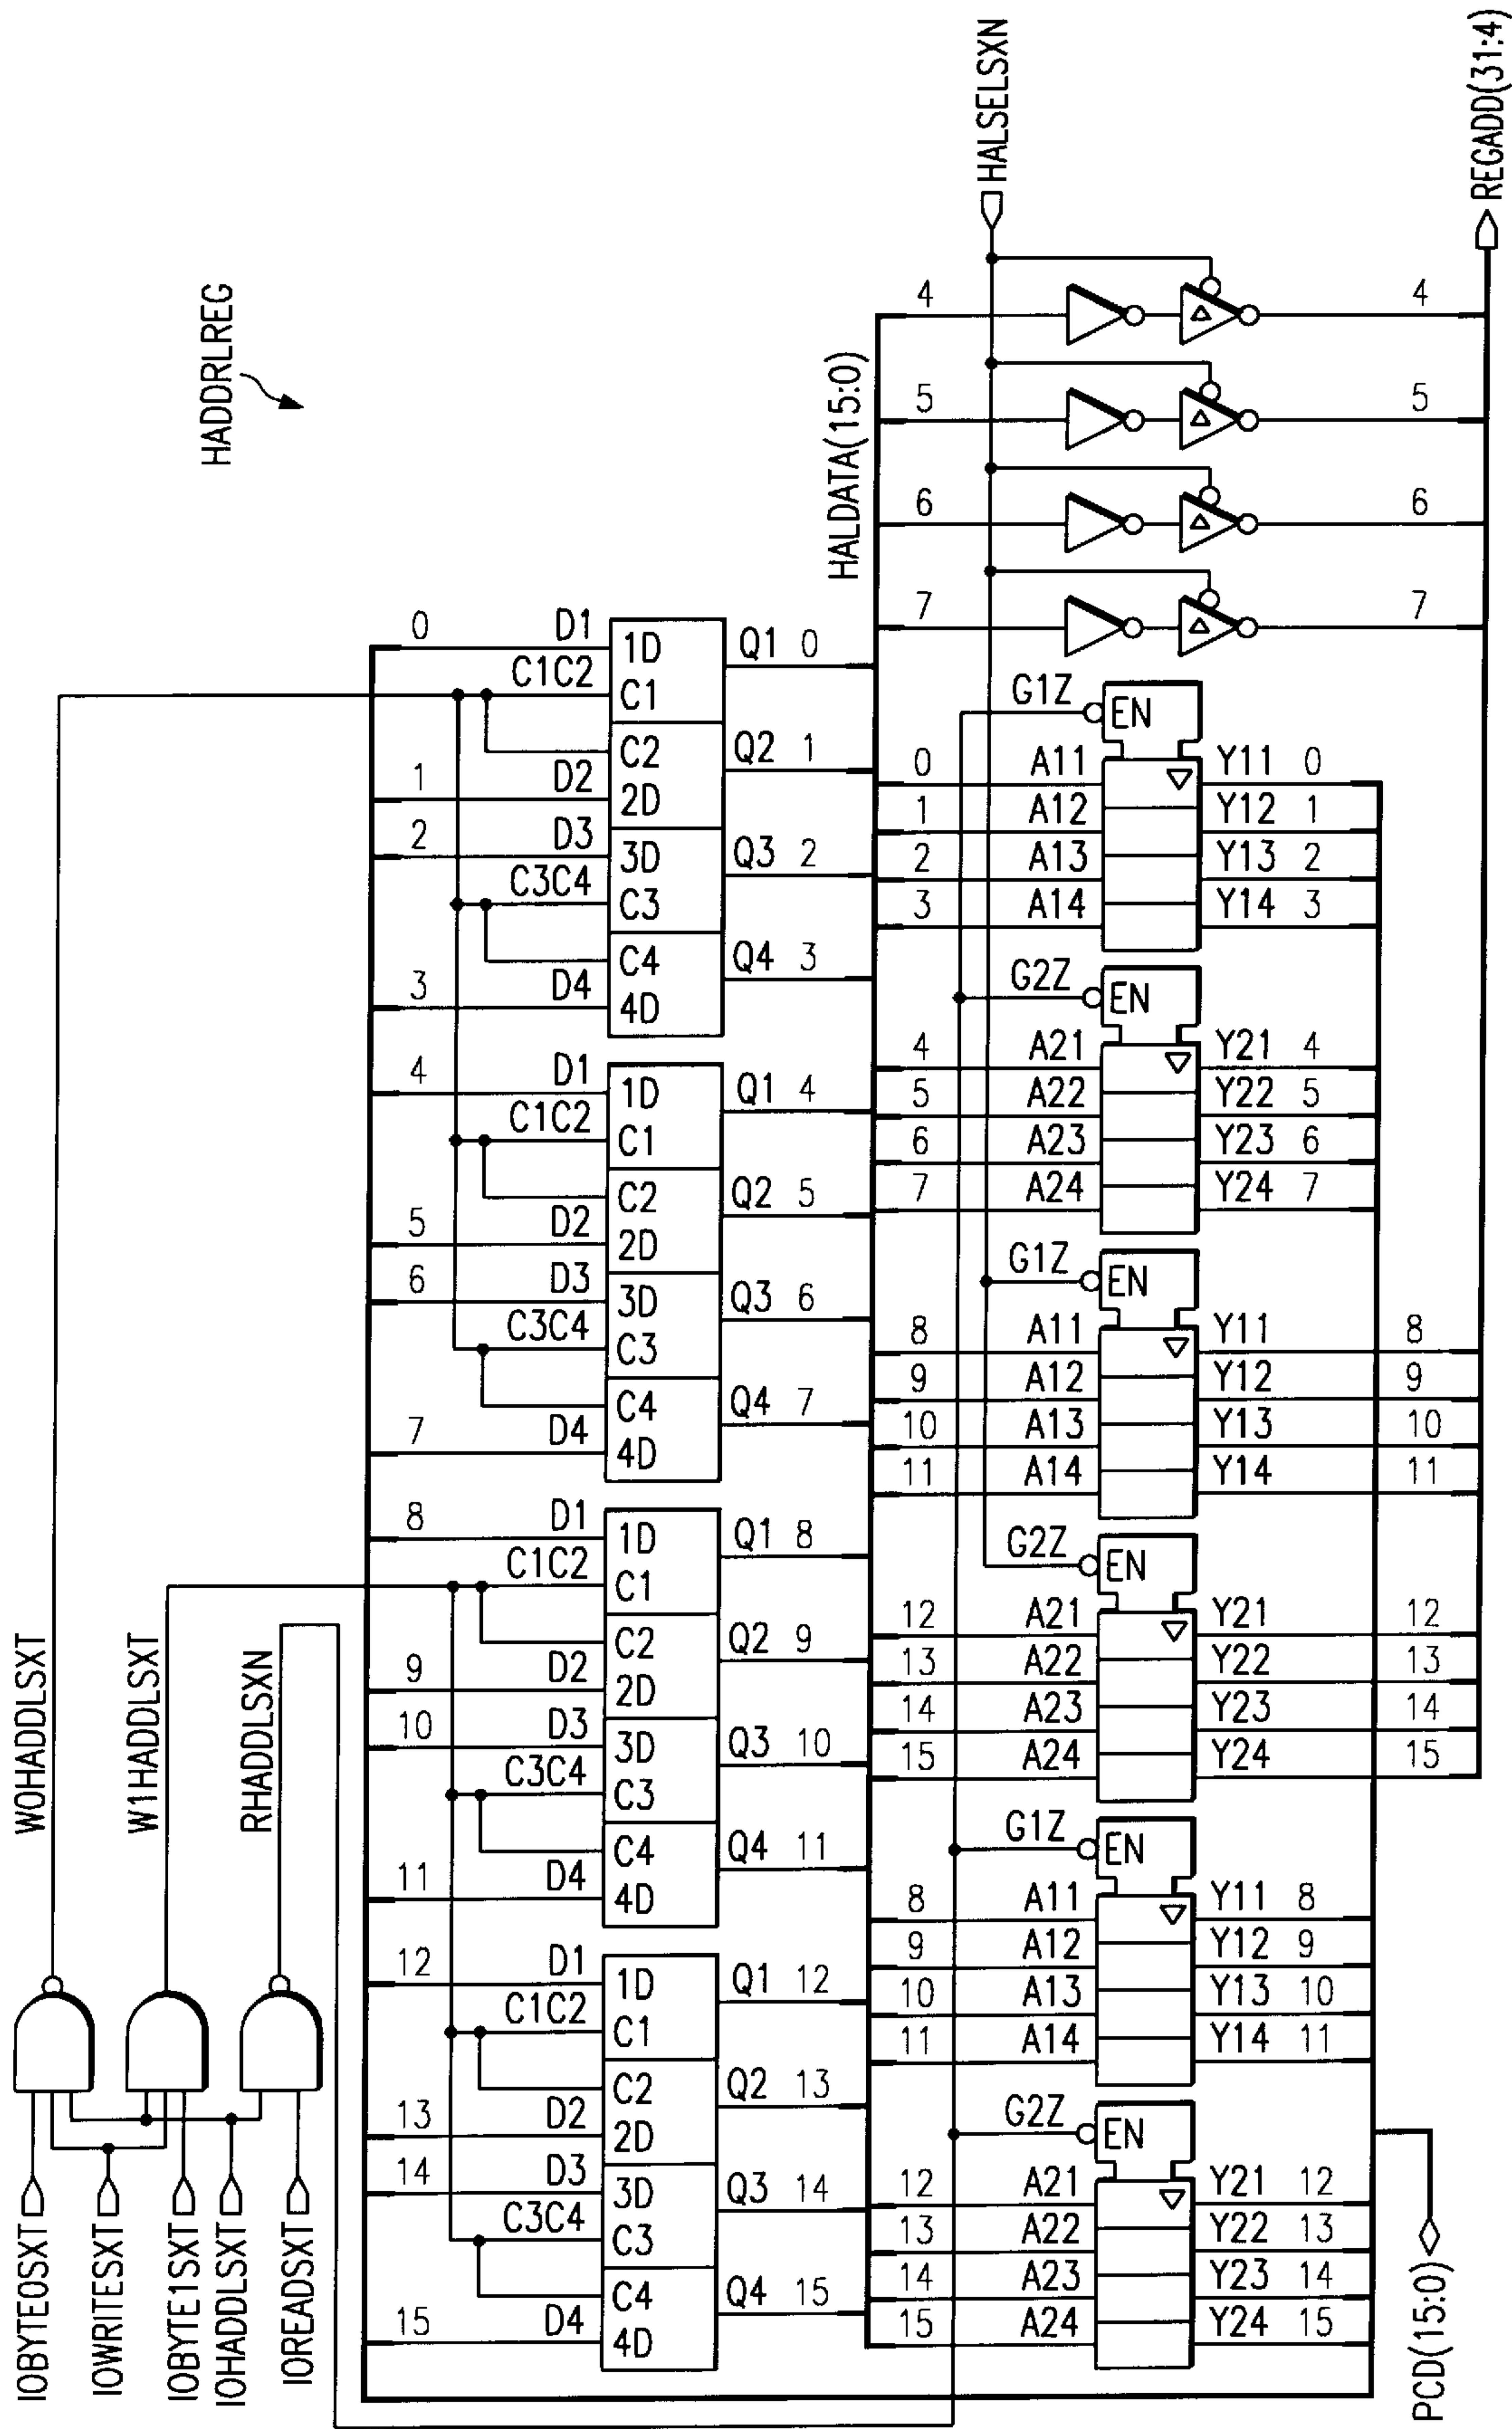 HADDRLREG
W0HADDLSXT
W1HADDLSXT
RHADDLSXN
IOBYTE0SXT
IOWRITESXT
IOBYTE1SXT
IOHADDLSXT
IOREADSXT
HALSELSXN
REGADD(31:4)
HALDATA(15:0)
PCD(15:0)
0 D1 1D Q1 0
C1C2 C1
C2 Q2 1
1 D2 2D
2 D3 3D Q3 2
C3C4 C3
C4 Q4 3
3 D4 4D
4 D1 1D Q1 4
C1C2 C1
C2 Q2 5
5 D2 2D
6 D3 3D Q3 6
C3C4 C3
C4 Q4 7
7 D4 4D
8 D1 1D Q1 8
C1C2 C1
C2 Q2 9
9 D2 2D
10 D3 3D Q3 10
C3C4 C3
C4 Q4 11
11 D4 4D
12 D1 1D Q1 12
C1C2 C1
C2 Q2 13
13 D2 2D
14 D3 3D Q3 14
C3C4 C3
C4 Q4 15
15 D4 4D
4 4
5 5
6 6
7 7
G1Z EN
0 A11 Y11 0
1 A12 Y12 1
2 A13 Y13 2
3 A14 Y14 3
G2Z EN
4 A21 Y21 4
5 A22 Y22 5
6 A23 Y23 6
7 A24 Y24 7
G1Z EN
8 A11 Y11 8
9 A12 Y12 9
10 A13 Y13 10
11 A14 Y14 11
G2Z EN
12 A21 Y21 12
13 A22 Y22 13
14 A23 Y23 14
15 A24 Y24 15
G1Z EN
8 A11 Y11 8
9 A12 Y12 9
10 A13 Y13 10
11 A14 Y14 11
G2Z EN
12 A21 Y21 12
13 A22 Y22 13
14 A23 Y23 14
15 A24 Y24 15